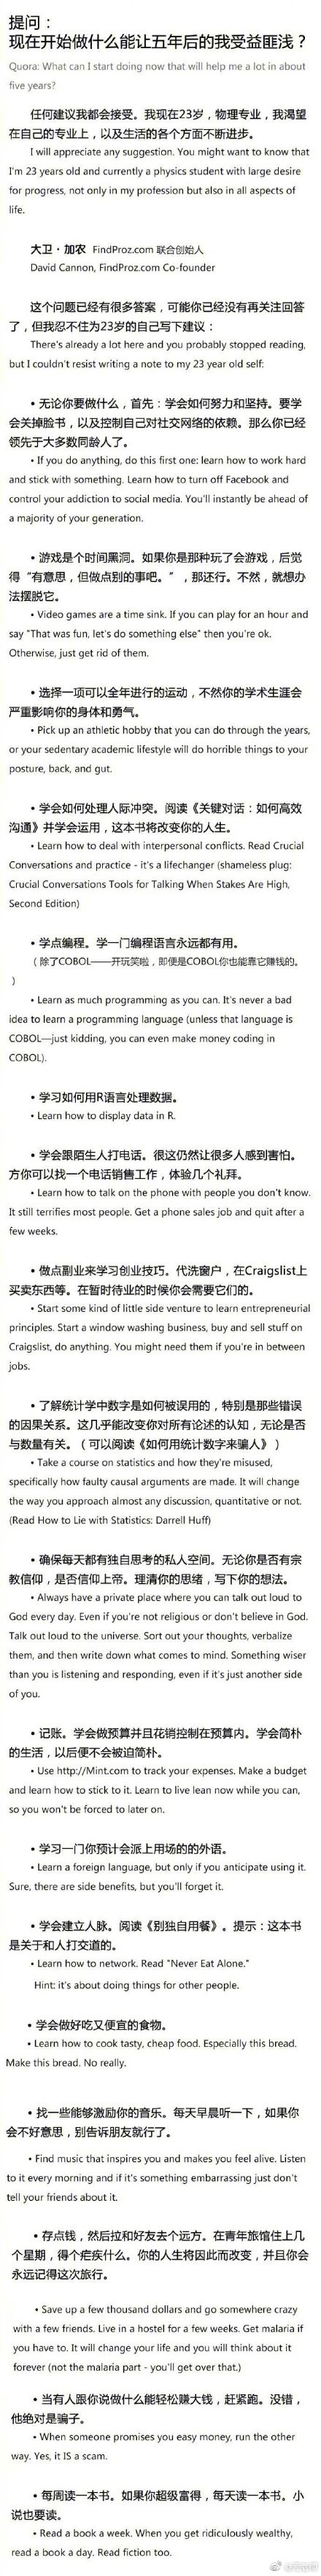 提问：
现在开始做什么能让五年后的我受益匪浅？
Quora: What can I start doing now that will help me a lot in about
five years?
任何建议我都会接受。我现在23岁，物理专业，我渴望
在自己的专业上，以及生活的各个方面不断进步。
I will appreciate any suggestion. You might want to know that
I'm 23 years old and currently a physics student with large desire
for progress, not only in my profession but also in all aspects of
life.
大卫·加农 FindProz.com 联合创始人
David Cannon, FindProz.com Co-founder
这个问题已经有很多答案，可能你已经没有再关注回答
了，但我忍不住为23岁的自己写下建议：
There's already a lot here and you probably stopped reading,
but I couldn't resist writing a note to my 23 year old self:
• 无论你要做什么，首先：学会如何努力和坚持。要学
会关掉脸书，以及控制自己对社交网络的依赖。那么你已经
领先于大多数同龄人了。
• If you do anything, do this first one: learn how to work hard
and stick with something. Learn how to turn off Facebook and
control your addiction to social media. You'll instantly be ahead of
a majority of your generation.
• 游戏是个时间黑洞。如果你是那种玩了会游戏，后觉
得“有意思，但做点别的事吧。”，那还行。不然，就想办
法摆脱它。
• Video games are a time sink. If you can play for an hour and
say "That was fun, let's do something else" then you're ok.
Otherwise, just get rid of them.
• 选择一项可以全年进行的运动，不然你的学术生涯会
严重影响你的身体和勇气。
• Pick up an athletic hobby that you can do through the years,
or your sedentary academic lifestyle will do horrible things to your
posture, back, and gut.
• 学会如何处理人际冲突。阅读《关键对话：如何高效
沟通》并学会运用，这本书将改变你的人生。
• Learn how to deal with interpersonal conflicts. Read Crucial
Conversations and practice - it's a lifechanger (shameless plug:
Crucial Conversations Tools for Talking When Stakes Are High,
Second Edition)
• 学点编程。学一门编程语言永远都有用。
（除了COBOL——开玩笑啦，即便是COBOL你也能靠它赚钱的。
）
• Learn as much programming as you can. It's never a bad
idea to learn a programming language (unless that language is
COBOL—just kidding, you can even make money coding in
COBOL).
• 学习如何用R语言处理数据。
• Learn how to display data in R.
• 学会跟陌生人打电话。很这仍然让很多人感到害怕。
方你可以找一个电话销售工作，体验几个礼拜。
• Learn how to talk on the phone with people you don't know.
It still terrifies most people. Get a phone sales job and quit after a
few weeks.
• 做点副业来学习创业技巧。代洗窗户，在Craigslist上
买卖东西等。在暂时待业的时候你会需要它们的。
• Start some kind of little side venture to learn entrepreneurial
principles. Start a window washing business, buy and sell stuff on
Craigslist, do anything. You might need them if you're in between
jobs.
• 了解统计学中数字是如何被误用的，特别是那些错误
的因果关系。这几乎能改变你对所有论述的认知，无论是否
与数量有关。（可以阅读《如何用统计数字来骗人》）
• Take a course on statistics and how they're misused,
specifically how faulty causal arguments are made. It will change
the way you approach almost any discussion, quantitative or not.
(Read How to Lie with Statistics: Darrell Huff)
• 确保每天都有独自思考的私人空间。无论你是否有宗
教信仰，是否信仰上帝。理清你的思绪，写下你的想法。
• Always have a private place where you can talk out loud to
God every day. Even if you're not religious or don't believe in God.
Talk out loud to the universe. Sort out your thoughts, verbalize
them, and then write down what comes to mind. Something wiser
than you is listening and responding, even if it's just another side
of you.
• 记账。学会做预算并且花销控制在预算内。学会简朴
的生活，以后便不会被迫简朴。
• Use http://Mint.com to track your expenses. Make a budget
and learn how to stick to it. Learn to live lean now while you can,
so you won't be forced to later on.
• 学习一门你预计会派上用场的的外语。
• Learn a foreign language, but only if you anticipate using it.
Sure, there are side benefits, but you'll forget it.
• 学会建立人脉。阅读《别独自用餐》。提示：这本书
是关于和人打交道的。
• Learn how to network. Read "Never Eat Alone."
Hint: it's about doing things for other people.
• 学会做好吃又便宜的食物。
• Learn how to cook tasty, cheap food. Especially this bread.
Make this bread. No really.
• 找一些能够激励你的音乐。每天早晨听一下，如果你
会不好意思，别告诉朋友就行了。
• Find music that inspires you and makes you feel alive. Listen
to it every morning and if it's something embarrassing just don't
tell your friends about it.
• 存点钱，然后拉和好友去个远方。在青年旅馆住上几
个星期，得个疟疾什么。你的人生将因此而改变，并且你会
永远记得这次旅行。
• Save up a few thousand dollars and go somewhere crazy
with a few friends. Live in a hostel for a few weeks. Get malaria if
you have to. It will change your life and you will think about it
forever (not the malaria part - you'll get over that.)
• 当有人跟你说做什么能轻松赚大钱，赶紧跑。没错，
他绝对是骗子。
• When someone promises you easy money, run the other
way. Yes, it IS a scam.
• 每周读一本书。如果你超级富得，每天读一本书。小
说也要读。
• Read a book a week. When you get ridiculously wealthy,
read a book a day. Read fiction too.